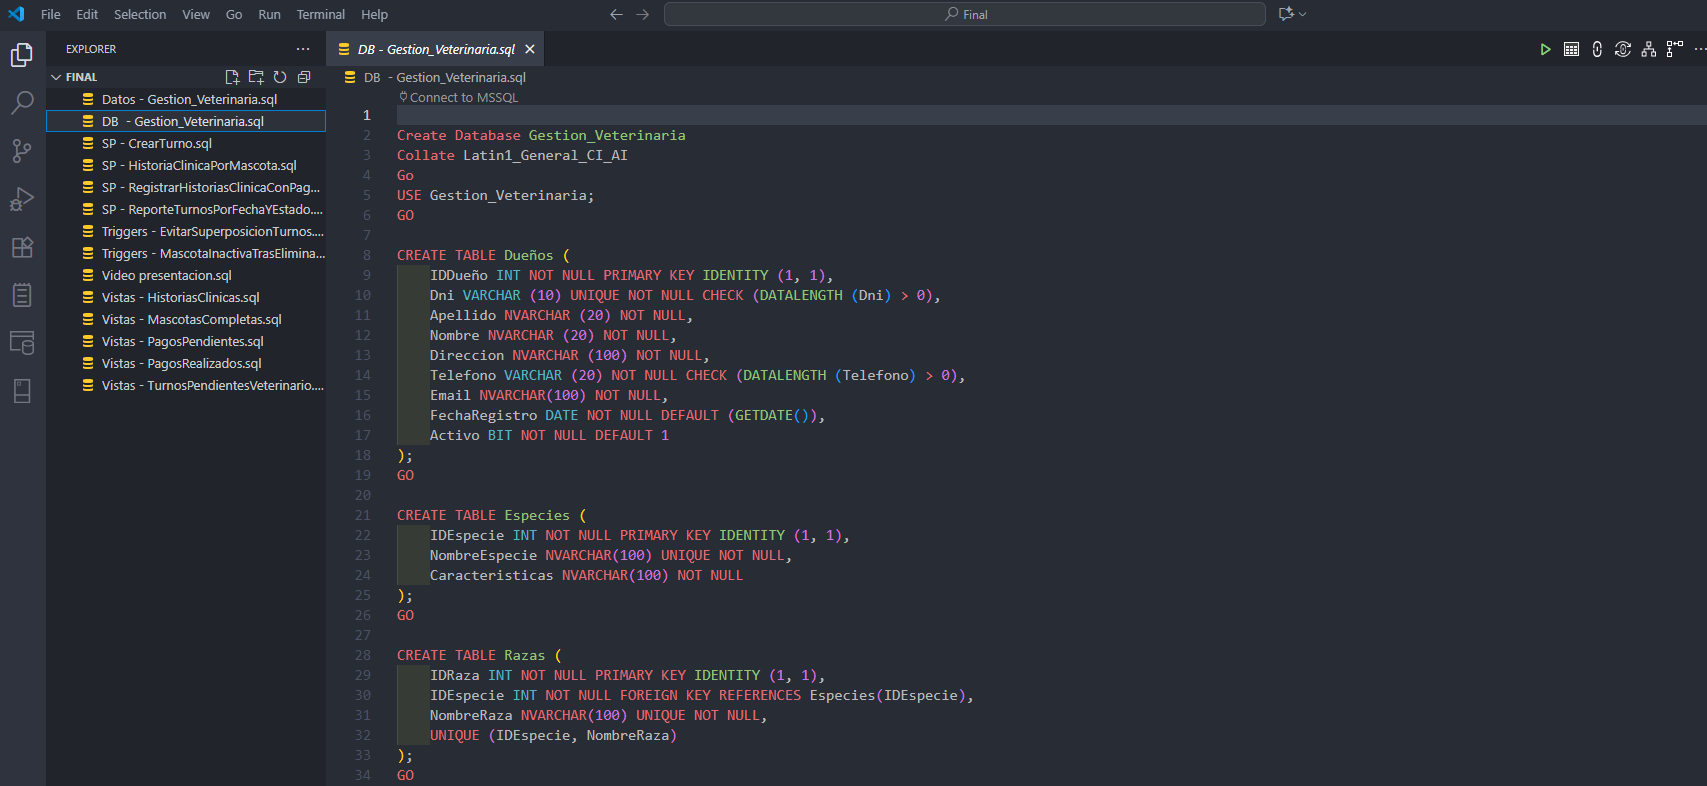 File Edit Selection View Go Run Terminal Help
Final
EXPLORER
DB - Gestion_Veterinaria.sql
FINAL
Datos - Gestion_Veterinaria.sql
DB - Gestion_Veterinaria.sql
SP - CrearTurno.sql
SP - HistoriaClinicaPorMascota.sql
SP - RegistrarHistoriasClinicaConPag...
SP - ReporteTurnosPorFechaYEstado....
Triggers - EvitarSuperposicionTurnos....
Triggers - MascotaInactivaTrasElimina...
Video presentacion.sql
Vistas - HistoriasClinicas.sql
Vistas - MascotasCompletas.sql
Vistas - PagosPendientes.sql
Vistas - PagosRealizados.sql
Vistas - TurnosPendientesVeterinario....
DB - Gestion_Veterinaria.sql
Connect to MSSQL
1
2 Create Database Gestion_Veterinaria
3 Collate Latin1_General_CI_AI
4 Go
5 USE Gestion_Veterinaria;
6 GO
7
8 CREATE TABLE Dueños (
9 IDDueño INT NOT NULL PRIMARY KEY IDENTITY (1, 1),
10 Dni VARCHAR (10) UNIQUE NOT NULL CHECK (DATALENGTH (Dni) > 0),
11 Apellido NVARCHAR (20) NOT NULL,
12 Nombre NVARCHAR (20) NOT NULL,
13 Direccion NVARCHAR (100) NOT NULL,
14 Telefono VARCHAR (20) NOT NULL CHECK (DATALENGTH (Telefono) > 0),
15 Email NVARCHAR(100) NOT NULL,
16 FechaRegistro DATE NOT NULL DEFAULT (GETDATE()),
17 Activo BIT NOT NULL DEFAULT 1
18 );
19 GO
20
21 CREATE TABLE Especies (
22 IDEspecie INT NOT NULL PRIMARY KEY IDENTITY (1, 1),
23 NombreEspecie NVARCHAR(100) UNIQUE NOT NULL,
24 Caracteristicas NVARCHAR(100) NOT NULL
25 );
26 GO
27
28 CREATE TABLE Razas (
29 IDRaza INT NOT NULL PRIMARY KEY IDENTITY (1, 1),
30 IDEspecie INT NOT NULL FOREIGN KEY REFERENCES Especies(IDEspecie),
31 NombreRaza NVARCHAR(100) UNIQUE NOT NULL,
32 UNIQUE (IDEspecie, NombreRaza)
33 );
34 GO